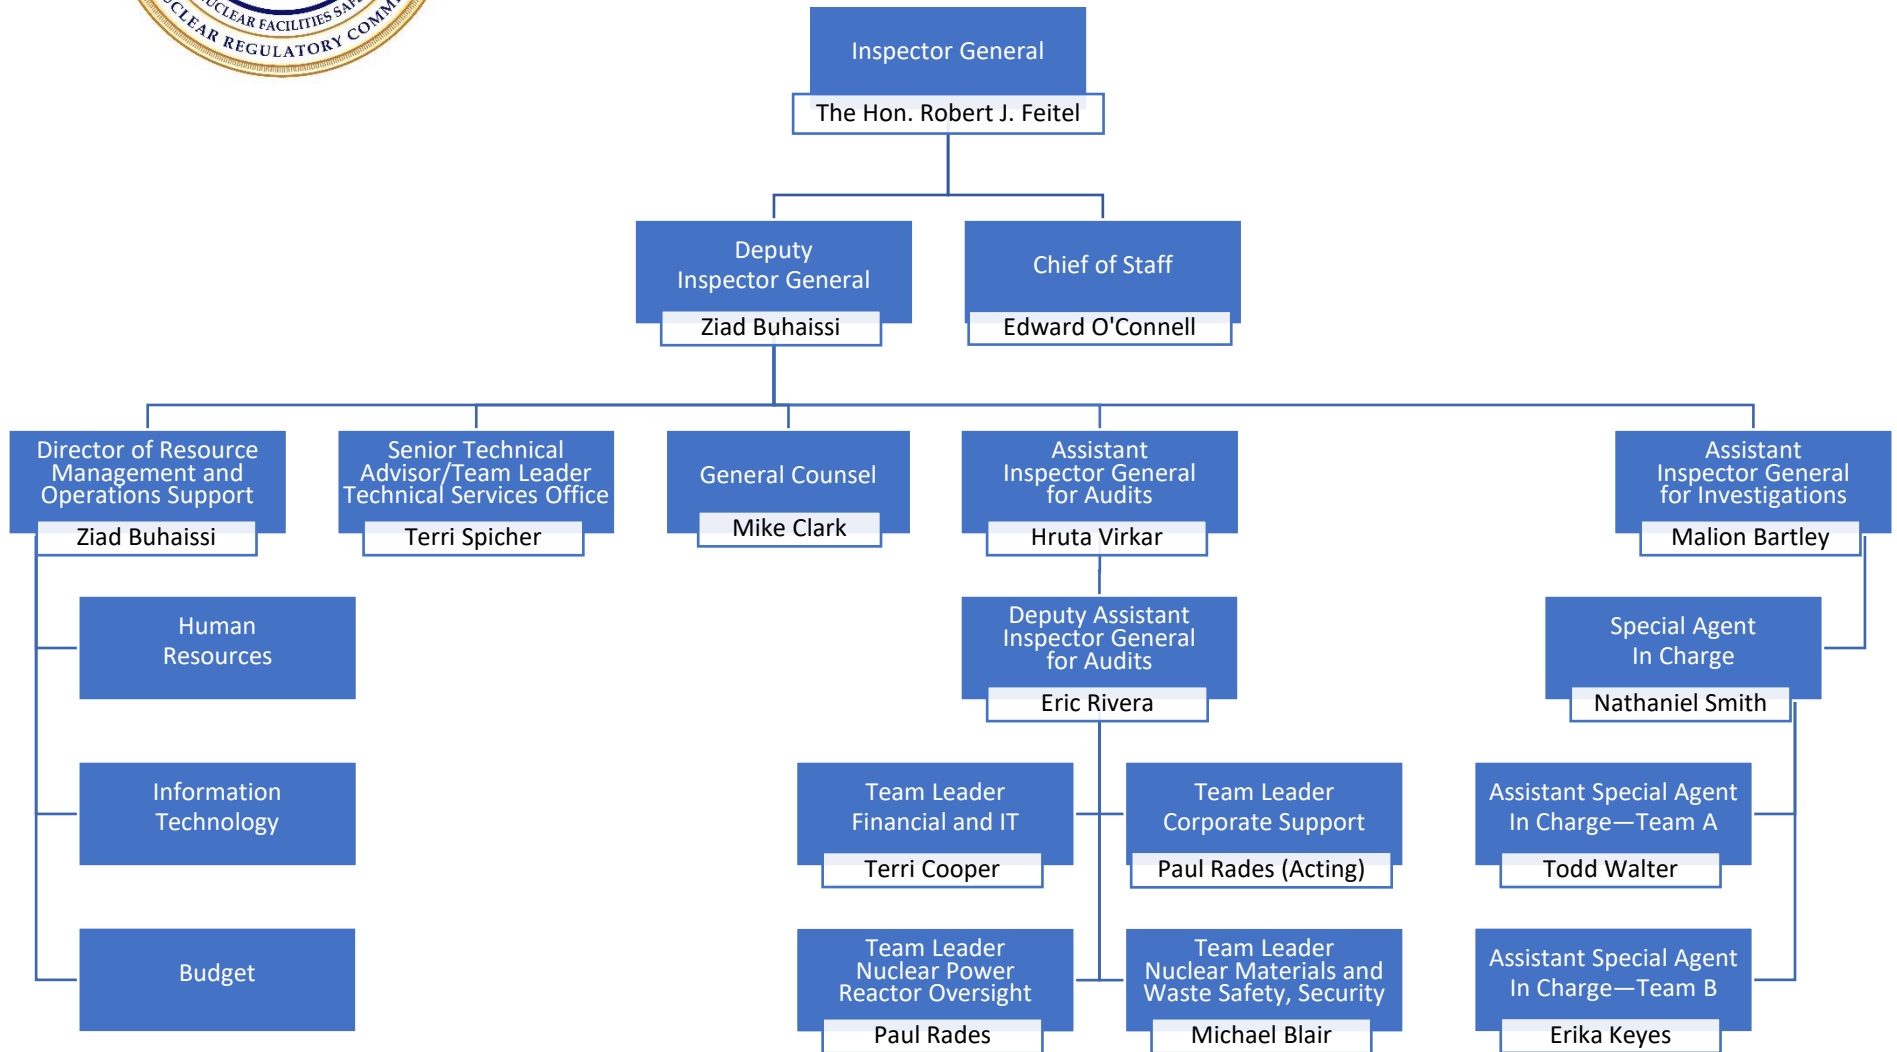 NUCLEAR FACILITIES
NUCLEAR REGULATORY
Inspector General
The Hon. Robert J. Feitel
Deputy
Inspector General
Ziad Buhaissi
Chief of Staff
Edward O'Connell
Director of Resource
Management and
Operations Support
Ziad Buhaissi
Senior Technical
Advisor/Team Leader
Technical Services Office
Terri Spicher
General Counsel
Mike Clark
Assistant
Inspector General
for Audits
Hruta Virkar
Assistant
Inspector General
for Investigations
Malion Bartley
Human
Resources
Information
Technology
Budget
Deputy Assistant
Inspector General
for Audits
Eric Rivera
Team Leader
Financial and IT
Terri Cooper
Team Leader
Corporate Support
Paul Rades (Acting)
Team Leader
Nuclear Power
Reactor Oversight
Paul Rades
Team Leader
Nuclear Materials and
Waste Safety, Security
Michael Blair
Special Agent
In Charge
Nathaniel Smith
Assistant Special Agent
In Charge—Team A
Todd Walter
Assistant Special Agent
In Charge—Team B
Erika Keyes